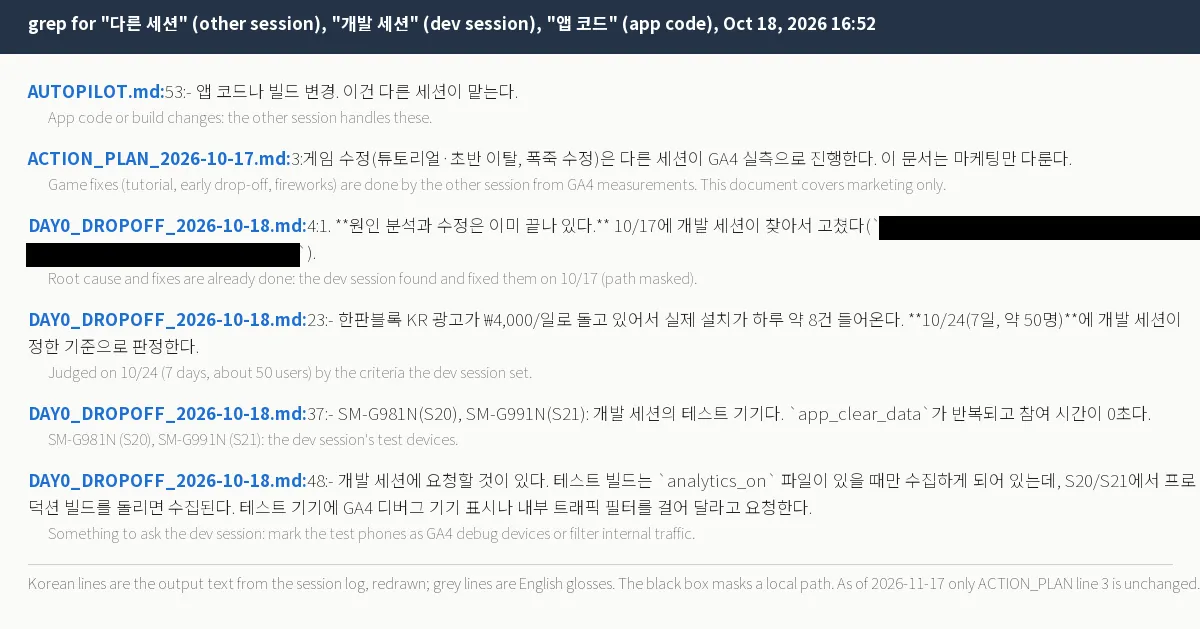 grep for "다른 세션" (other session), "개발 세션" (dev session), "앱 코드" (app code), Oct 18, 2026 16:52
AUTOPILOT.md:53:- 앱 코드나 빌드 변경. 이건 다른 세션이 맡는다.
App code or build changes: the other session handles these.
ACTION_PLAN_2026-10-17.md:3:게임 수정(튜토리얼·초반 이탈, 폭죽 수정)은 다른 세션이 GA4 실측으로 진행한다. 이 문서는 마케팅만 다룬다.
Game fixes (tutorial, early drop-off, fireworks) are done by the other session from GA4 measurements. This document covers marketing only.
DAY0_DROPOFF_2026-10-18.md:4:1. **원인 분석과 수정은 이미 끝나 있다.** 10/17에 개발 세션이 찾아서 고쳤다(`
`).
Root cause and fixes are already done: the dev session found and fixed them on 10/17 (path masked).
DAY0_DROPOFF_2026-10-18.md:23:- 한판블록 KR 광고가 ₩4,000/일로 돌고 있어서 실제 설치가 하루 약 8건 들어온다. **10/24(7일, 약 50명)**에 개발 세션이
정한 기준으로 판정한다.
Judged on 10/24 (7 days, about 50 users) by the criteria the dev session set.
DAY0_DROPOFF_2026-10-18.md:37:- SM-G981N(S20), SM-G991N(S21): 개발 세션의 테스트 기기다. `app_clear_data`가 반복되고 참여 시간이 0초다.
SM-G981N (S20), SM-G991N (S21): the dev session's test devices.
DAY0_DROPOFF_2026-10-18.md:48:- 개발 세션에 요청할 것이 있다. 테스트 빌드는 `analytics_on` 파일이 있을 때만 수집하게 되어 있는데, S20/S21에서 프로
덕션 빌드를 돌리면 수집된다. 테스트 기기에 GA4 디버그 기기 표시나 내부 트래픽 필터를 걸어 달라고 요청한다.
Something to ask the dev session: mark the test phones as GA4 debug devices or filter internal traffic.
Korean lines are the output text from the session log, redrawn; grey lines are English glosses. The black box masks a local path. As of 2026-11-17 only ACTION_PLAN line 3 is unchanged.